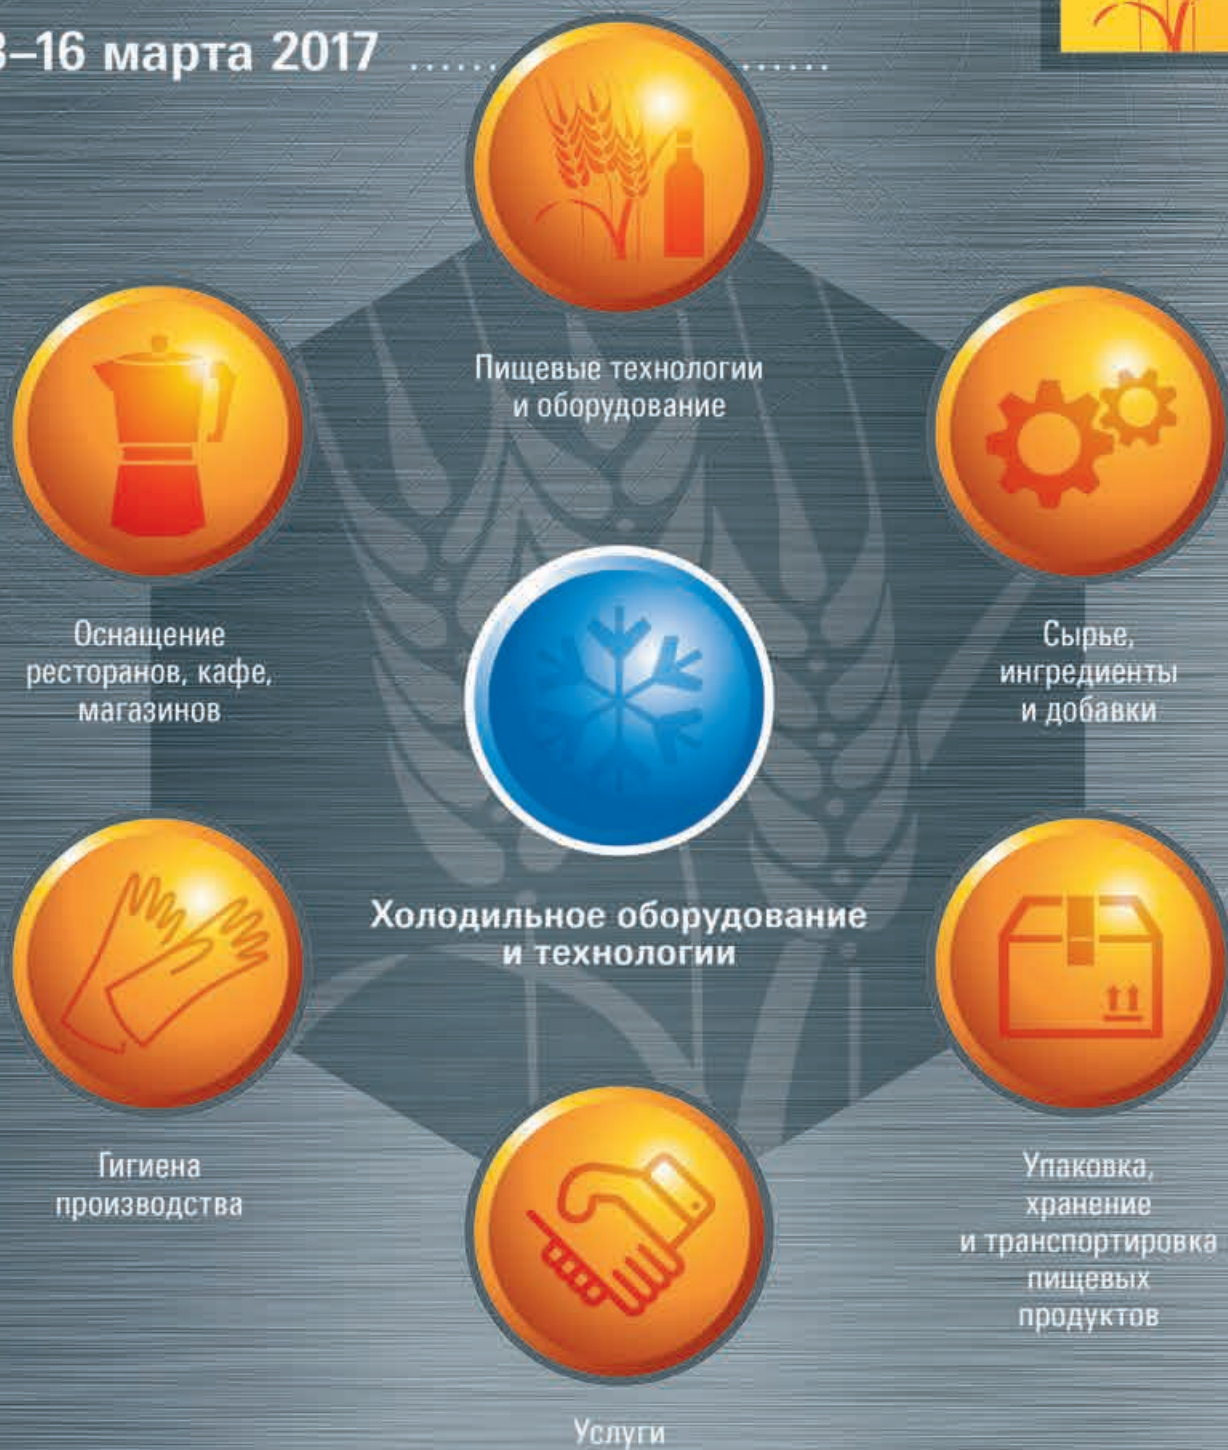 3–16 марта 2017
Пищевые технологии
и оборудование
Оснащение
ресторанов, кафе,
магазинов
Сырье,
ингредиенты
и добавки
Холодильное оборудование
и технологии
Гигиена
производства
Упаковка,
хранение
и транспортировка
пищевых
продуктов
Услуги